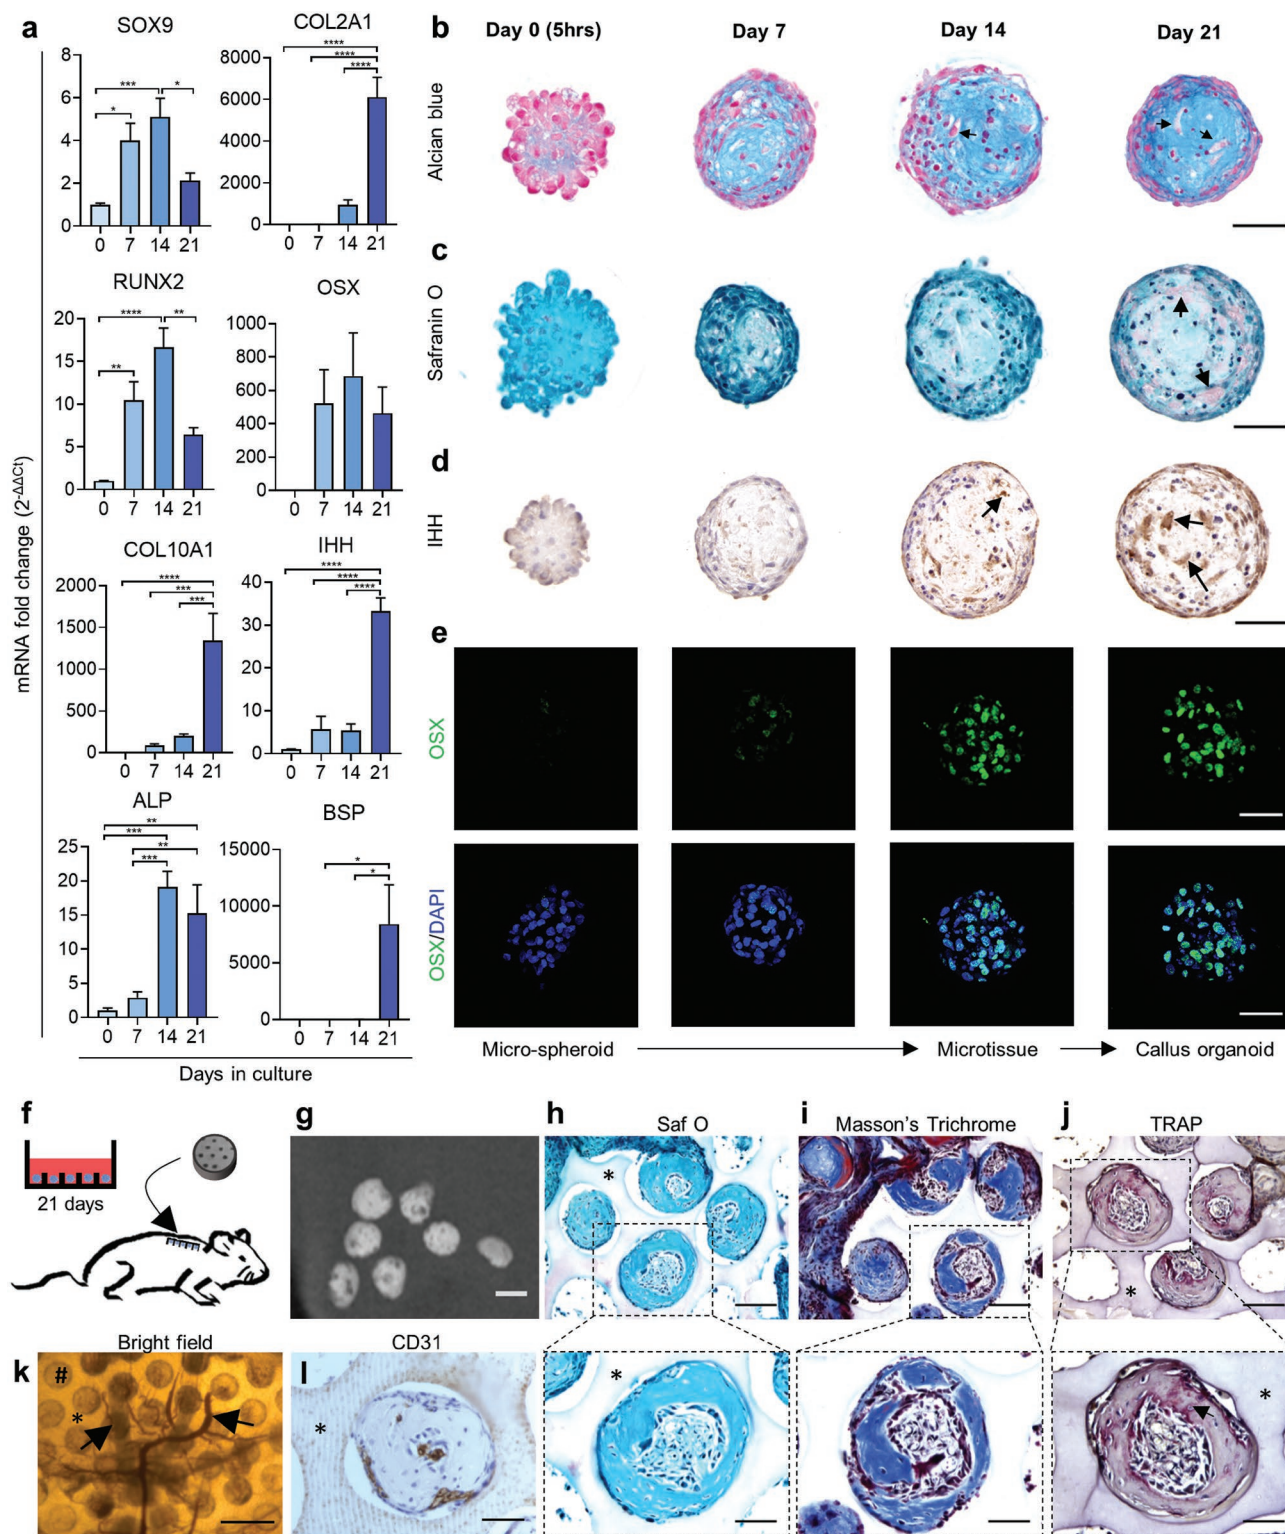 a
SOX9
COL2A1
8
6
4
2
0
8000
6000
4000
2000
0
***
*
*
****
****
****
0 7 14 21
0 7 14 21
RUNX2
OSX
20
15
10
5
0
1000
800
600
400
200
0
****
**
**
0 7 14 21
0 7 14 21
mRNA fold change (2-ΔΔCt)
COL10A1
IHH
2000
1500
1000
500
0
40
30
20
10
0
****
***
***
****
****
****
0 7 14 21
0 7 14 21
ALP
BSP
25
20
15
10
5
0
15000
10000
5000
0
**
***
**
***
*
*
0 7 14 21
0 7 14 21
Days in culture
b
Day 0 (5hrs)
Day 7
Day 14
Day 21
Alcian blue
c
Safranin O
d
IHH
e
OSX
OSX/DAPI
Micro-spheroid
Microtissue
Callus organoid
f
21 days
g
h
Saf O
*
i
Masson's Trichrome
j
TRAP
*
k
Bright field
#
*
l
CD31
*
*
*